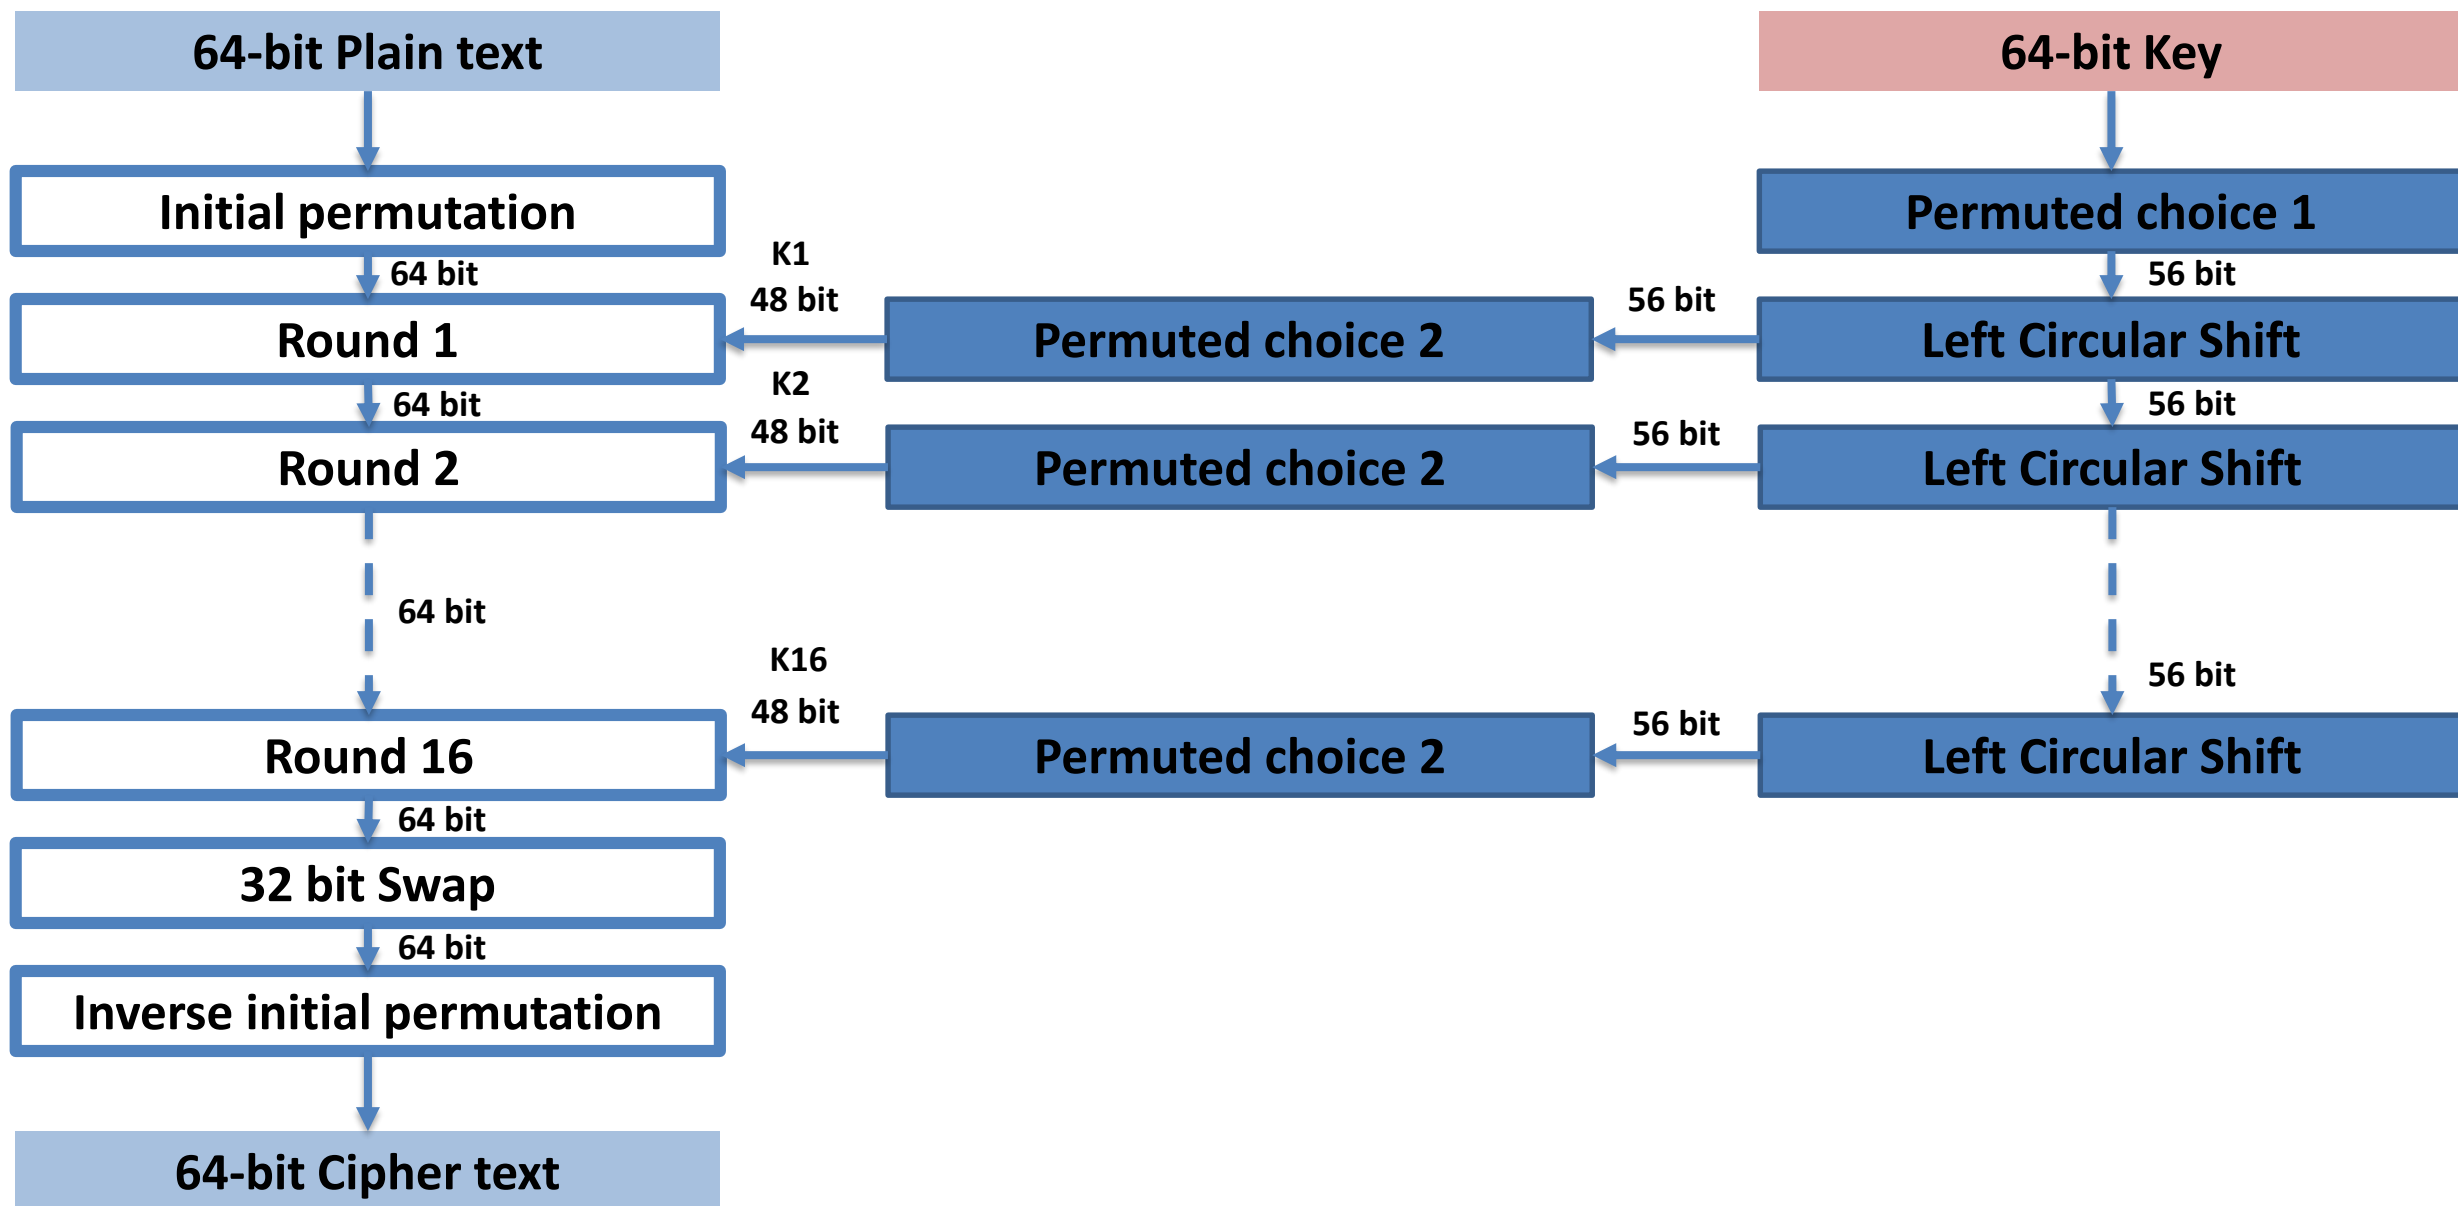 64-bit Plain text
64-bit Key
Initial permutation
Permuted choice 1
64 bit
K1
48 bit
56 bit
56 bit
Round 1
Permuted choice 2
Left Circular Shift
64 bit
K2
48 bit
56 bit
56 bit
Round 2
Permuted choice 2
Left Circular Shift
64 bit
K16
48 bit
56 bit
56 bit
Round 16
Permuted choice 2
Left Circular Shift
64 bit
32 bit Swap
64 bit
Inverse initial permutation
64-bit Cipher text